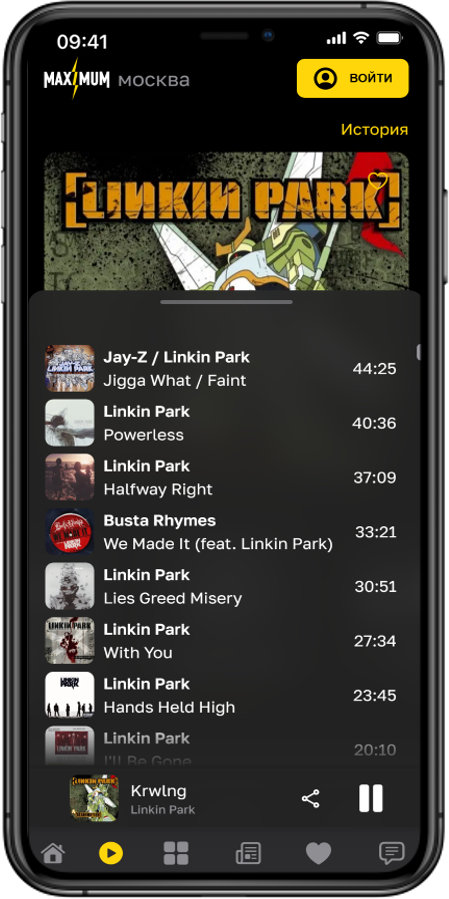 09:41
MAXIMUM МОСКВА
ВОЙТИ
История
[LINKIN PARK]
Jay-Z / Linkin Park
Jigga What / Faint
44:25
Linkin Park
Powerless
40:36
Linkin Park
Halfway Right
37:09
Busta Rhymes
We Made It (feat. Linkin Park)
33:21
Linkin Park
Lies Greed Misery
30:51
LINKIN PARK
Linkin Park
With You
27:34
Linkin Park
Hands Held High
23:45
Linkin Park
I'll Be Gone
20:10
Krwlng
Linkin Park